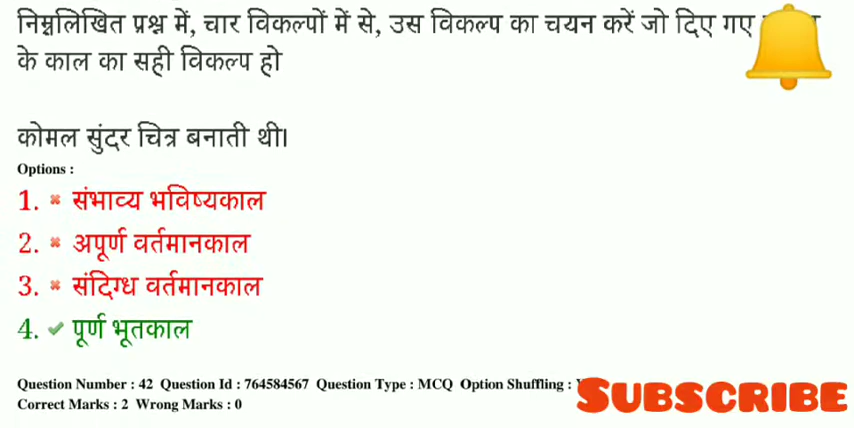 निम्नलिखित प्रश्न में, चार विकल्पों में से, उस विकल्प का चयन करें जो दिए गए
के काल का सही विकल्प हो
कोमल सुंदर चित्र बनाती थी।
Options :
1. संभाव्य भविष्यकाल
2. अपूर्ण वर्तमानकाल
3. संदिग्ध वर्तमानकाल
4. पूर्ण भूतकाल
Question Number : 42 Question Id : 764584567 Question Type : MCQ Option Shuffling :
Correct Marks : 2 Wrong Marks : 0
SUBSCRIBE